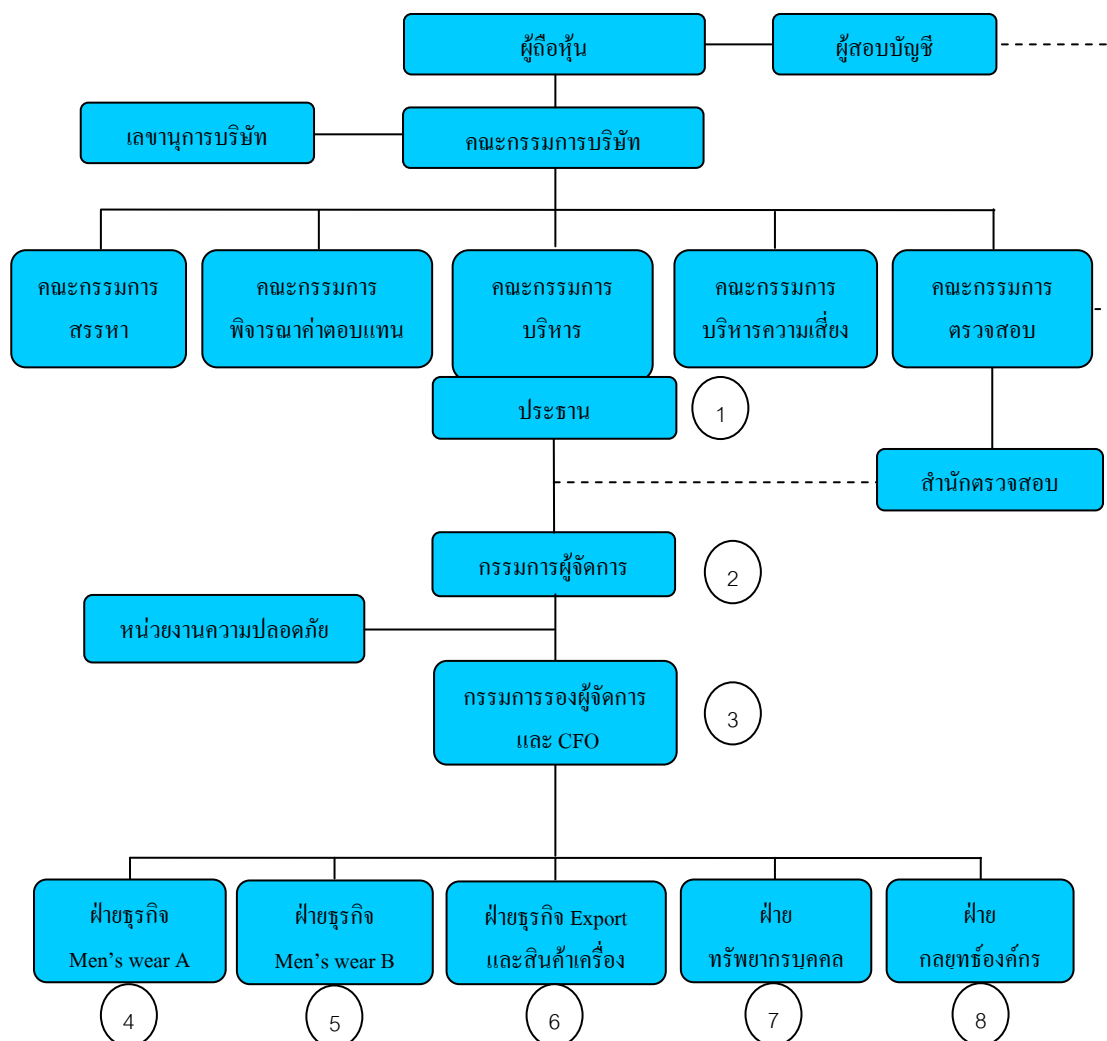 ผู้ถือหุ้น
ผู้สอบบัญชี
เลขานุการบริษัท
คณะกรรมการบริษัท
คณะกรรมการ
สรรหา
คณะกรรมการ
พิจารณาค่าตอบแทน
คณะกรรมการ
บริหาร
คณะกรรมการ
บริหารความเสี่ยง
คณะกรรมการ
ตรวจสอบ
ประธาน
1
สำนักตรวจสอบ
กรรมการผู้จัดการ
2
หน่วยงานความปลอดภัย
กรรมการรองผู้จัดการ
และ CFO
3
ฝ่ายธุรกิจ
Men's wear A
ฝ่ายธุรกิจ
Men's wear B
ฝ่ายธุรกิจ Export
และสินค้าเครื่อง
ฝ่าย
ทรัพยากรบุคคล
ฝ่าย
กลยุทธ์องค์กร
4
5
6
7
8